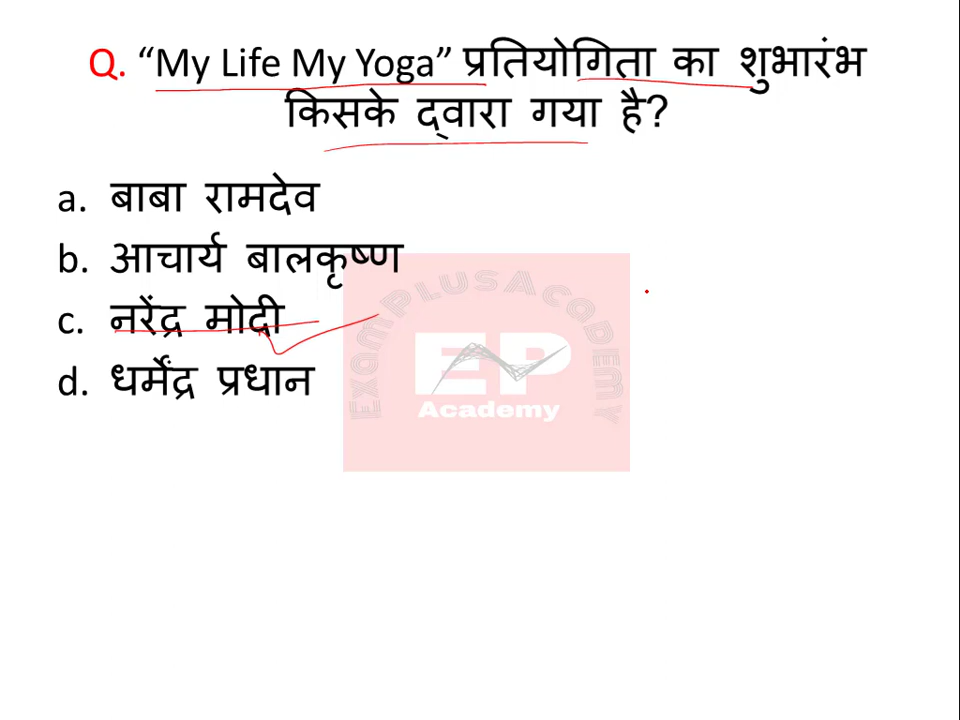 Q. “My Life My Yoga” प्रतियोगिता का शुभारंभ
किसके द्वारा गया है?
a. बाबा रामदेव
b. आचार्य बालकृष्ण
c. नरेंद्र मोदी
d. धर्मेंद्र प्रधान
EXAM PLUS ACADEMY
EP
Academy